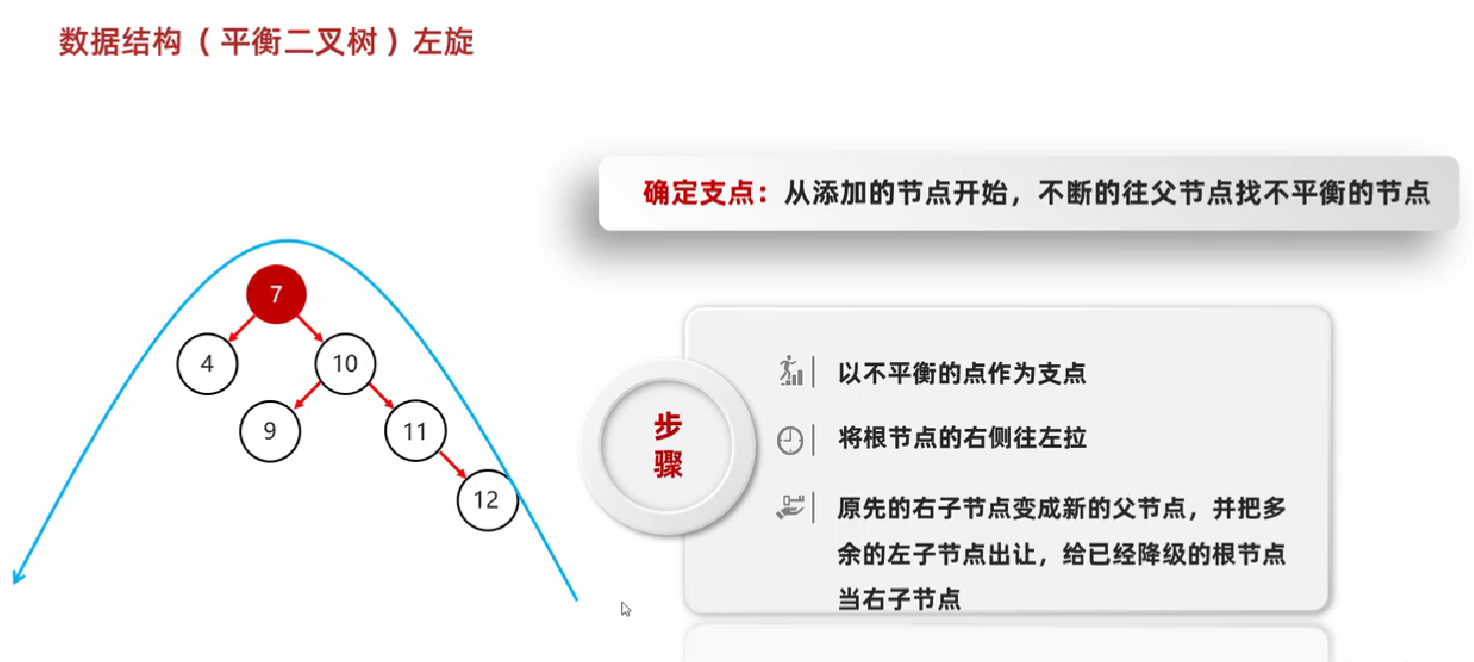 数据结构（平衡二叉树）左旋
确定支点：从添加的节点开始，不断的往父节点找不平衡的节点
7
4
10
9
11
12
步
骤
以不平衡的点作为支点
将根节点的右侧往左拉
原先的右子节点变成新的父节点，并把多
余的左子节点出让，给已经降级的根节点
当右子节点